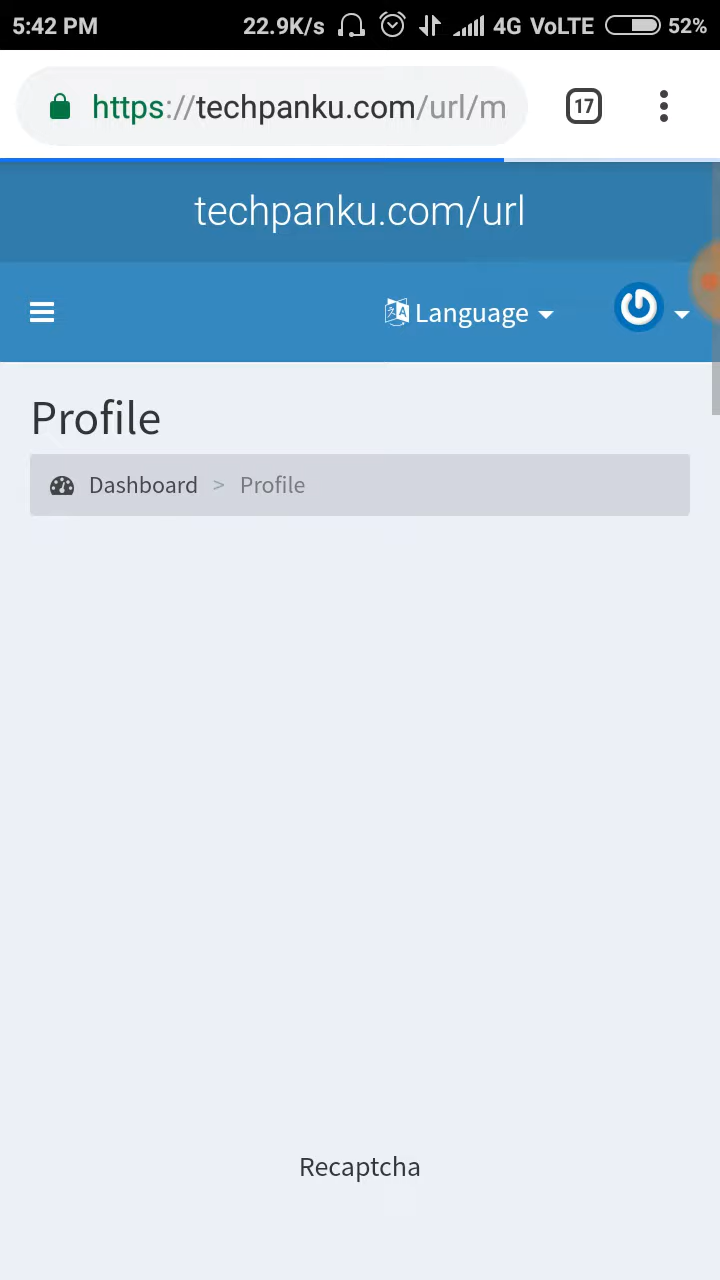 5:42 PM 22.9K/s 4G VoLTE 52%
https://techpanku.com/url/m 17
techpanku.com/url
Language
Profile
Dashboard > Profile
Recaptcha